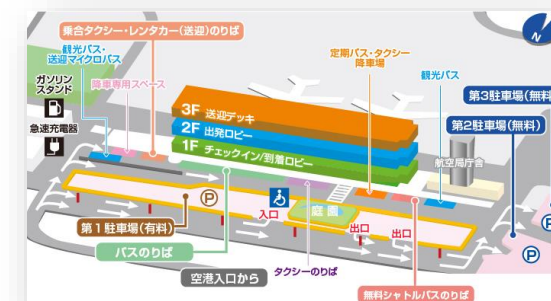 乗合タクシー・レンタカー(送迎)のりば
観光バス・
送迎マイクロバス
定期バス・タクシー
降車場
N
ガソリン
スタンド
降車専用スペース
観光バス
3F 送迎デッキ
第3駐車場(無料
急速充電器
2F 出発ロビー
第2駐車場(無料)
1F チェックイン/到着ロビー
航空局庁舎
P
入口
庭園
第1駐車場(有料)
出口
出口
P
バスのりば
P
空港入口から
タクシーのりば
無料シャトルバスのりば